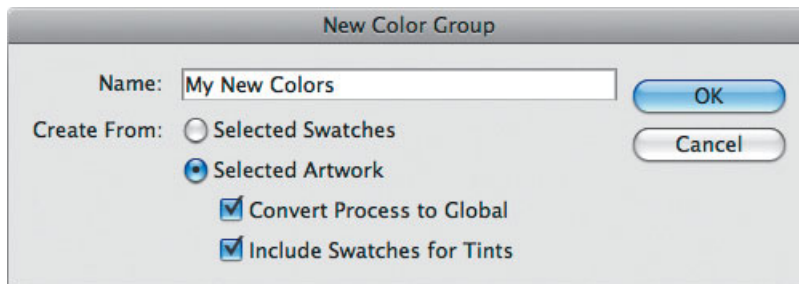 New Color Group
Name: My New Colors
OK
Create From: Selected Swatches
Cancel
Selected Artwork
Convert Process to Global
Include Swatches for Tints